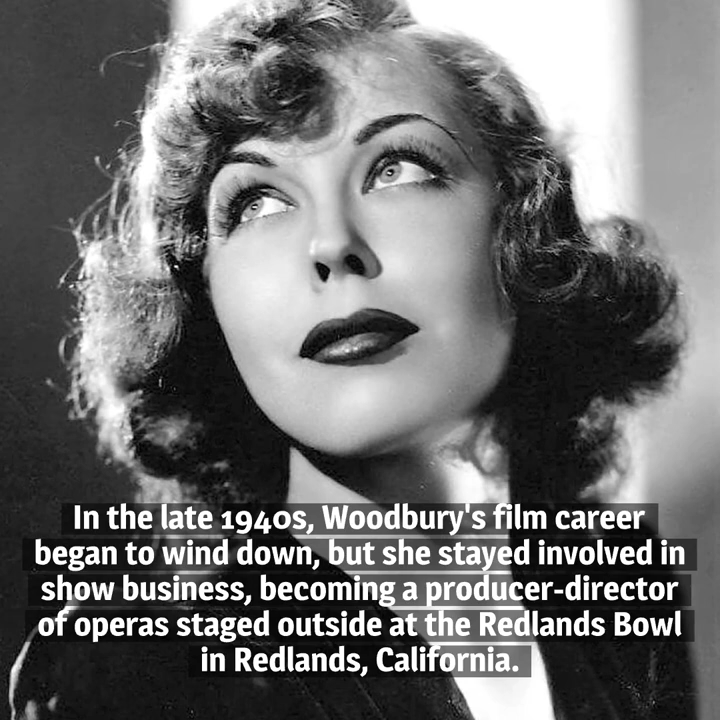 In the late 1940s, Woodbury's film career
began to wind down, but she stayed involved in
show business, becoming a producer-director
of operas staged outside at the Redlands Bowl
in Redlands, California.